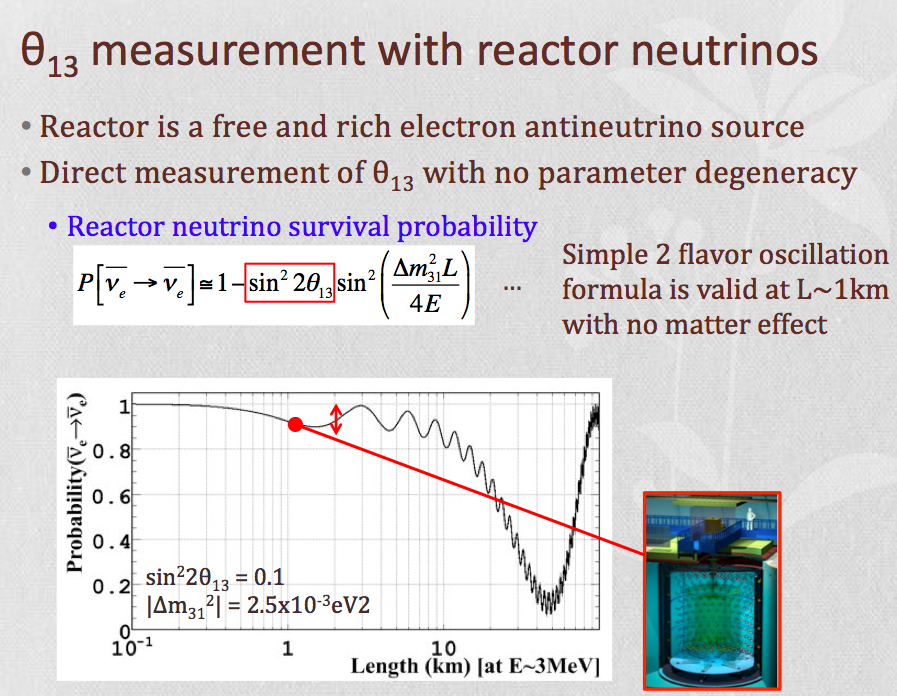 θ13 measurement with reactor neutrinos
• Reactor is a free and rich electron antineutrino source
• Direct measurement of θ13 with no parameter degeneracy
• Reactor neutrino survival probability
P[ν̅e → ν̅e] ≅ 1 − sin² 2θ13 sin² (Δm²31L / 4E)
...
Simple 2 flavor oscillation
formula is valid at L~1km
with no matter effect
Probability(ν̅e→ν̅e)
1
0.8
0.6
0.4
0.2
0
sin²2θ13 = 0.1
|Δm31²| = 2.5x10⁻³eV2
10⁻¹
1
10
Length (km) [at E~3MeV]